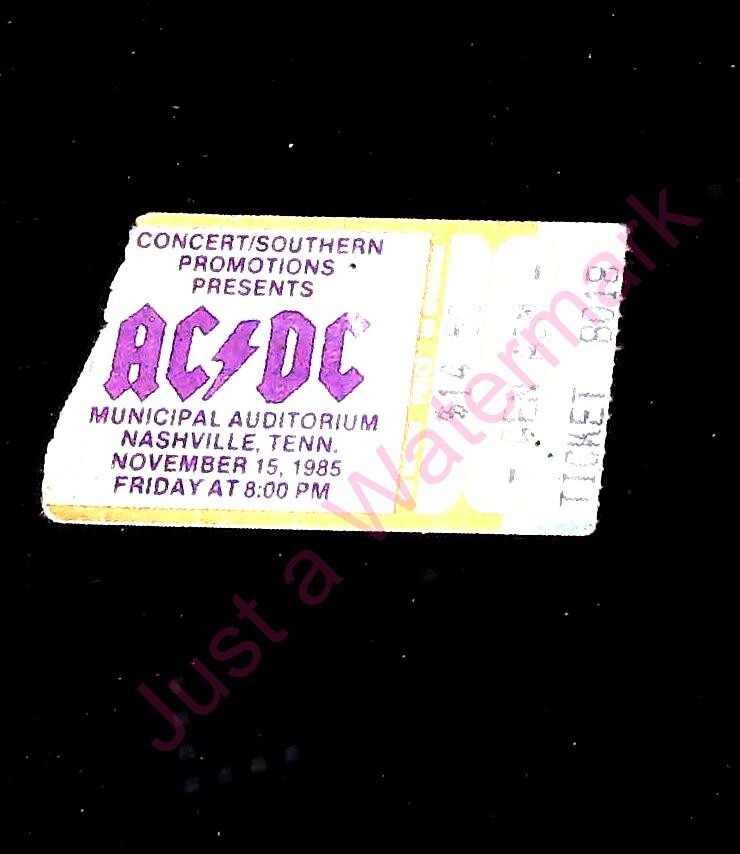 CONCERT/SOUTHERN
PROMOTIONS
PRESENTS
AC/DC
MUNICIPAL AUDITORIUM
NASHVILLE, TENN.
NOVEMBER 15, 1985
FRIDAY AT 8:00 PM
TICKET 8048
Just a Watermark